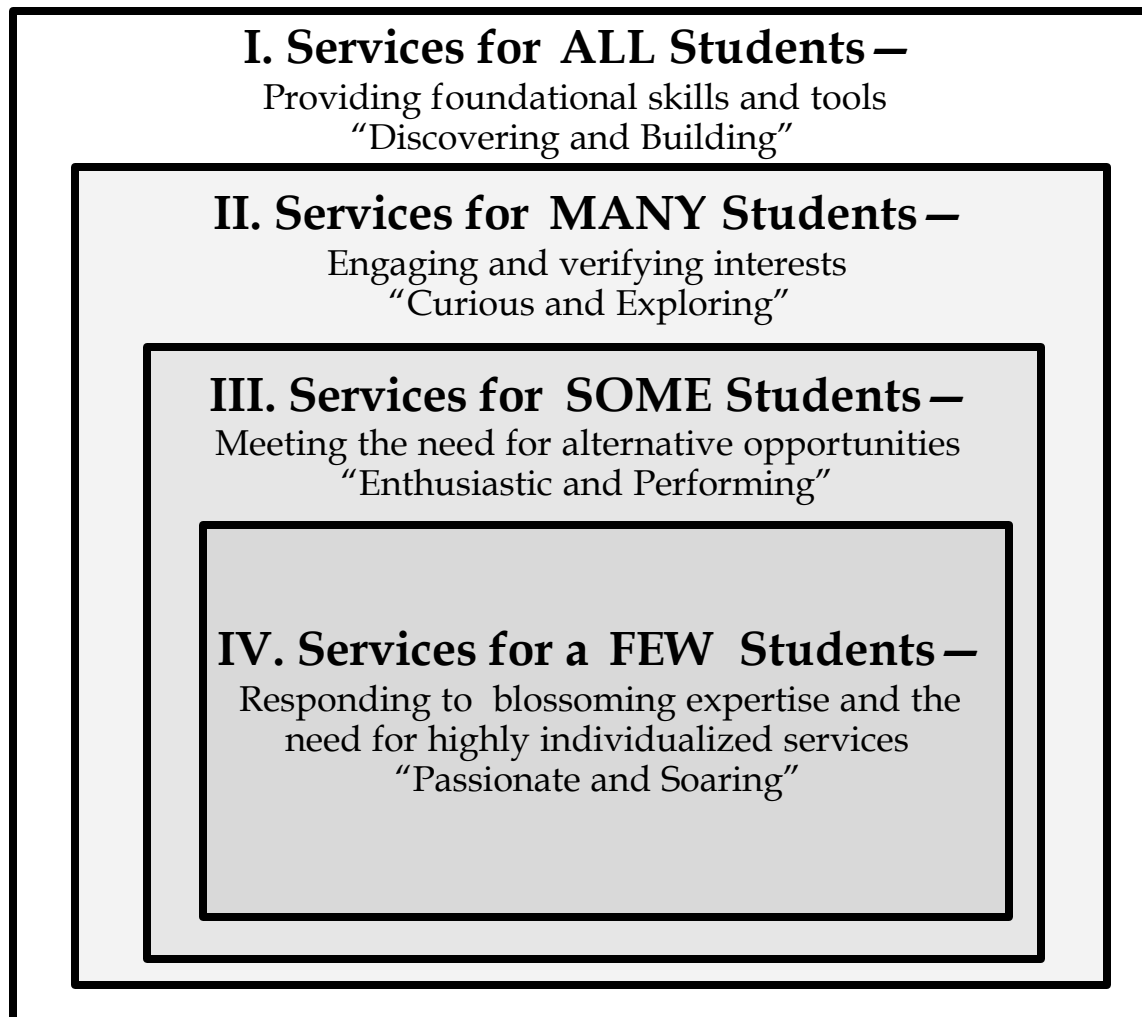 I. Services for ALL Students—
Providing foundational skills and tools
“Discovering and Building”
II. Services for MANY Students—
Engaging and verifying interests
“Curious and Exploring”
III. Services for SOME Students—
Meeting the need for alternative opportunities
“Enthusiastic and Performing”
IV. Services for a FEW Students—
Responding to blossoming expertise and the
need for highly individualized services
“Passionate and Soaring”